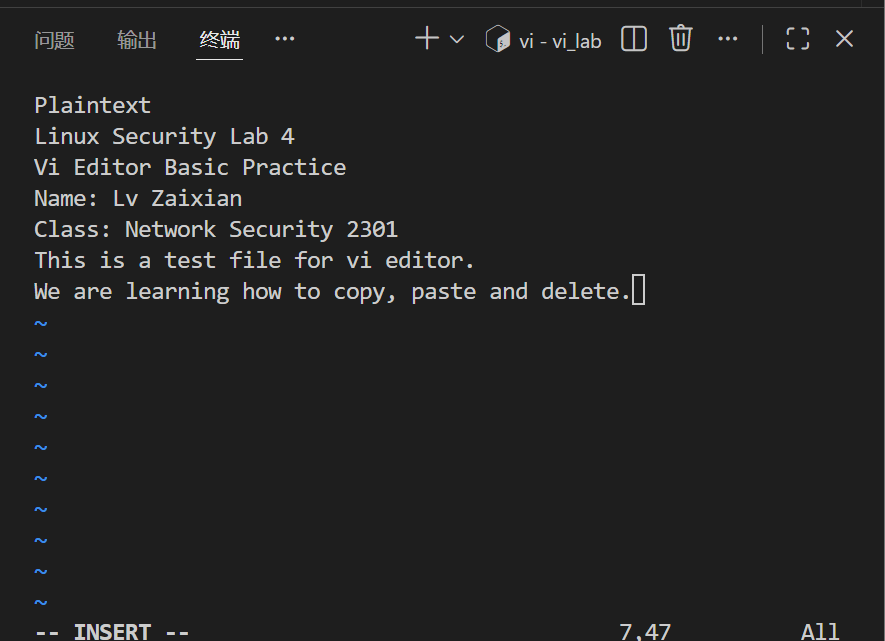 问题 输出 终端 ··· vi - vi_lab ···
Plaintext
Linux Security Lab 4
Vi Editor Basic Practice
Name: Lv Zaixian
Class: Network Security 2301
This is a test file for vi editor.
We are learning how to copy, paste and delete.
~
~
~
~
~
~
~
~
~
~
-- INSERT -- 7,47 All